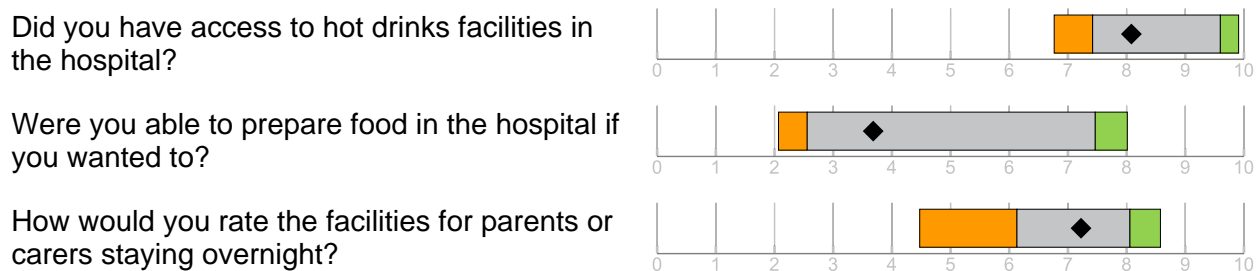 Did you have access to hot drinks facilities in
the hospital?
0 1 2 3 4 5 6 7 8 9 10
Were you able to prepare food in the hospital if
you wanted to?
0 1 2 3 4 5 6 7 8 9 10
How would you rate the facilities for parents or
carers staying overnight?
0 1 2 3 4 5 6 7 8 9 10